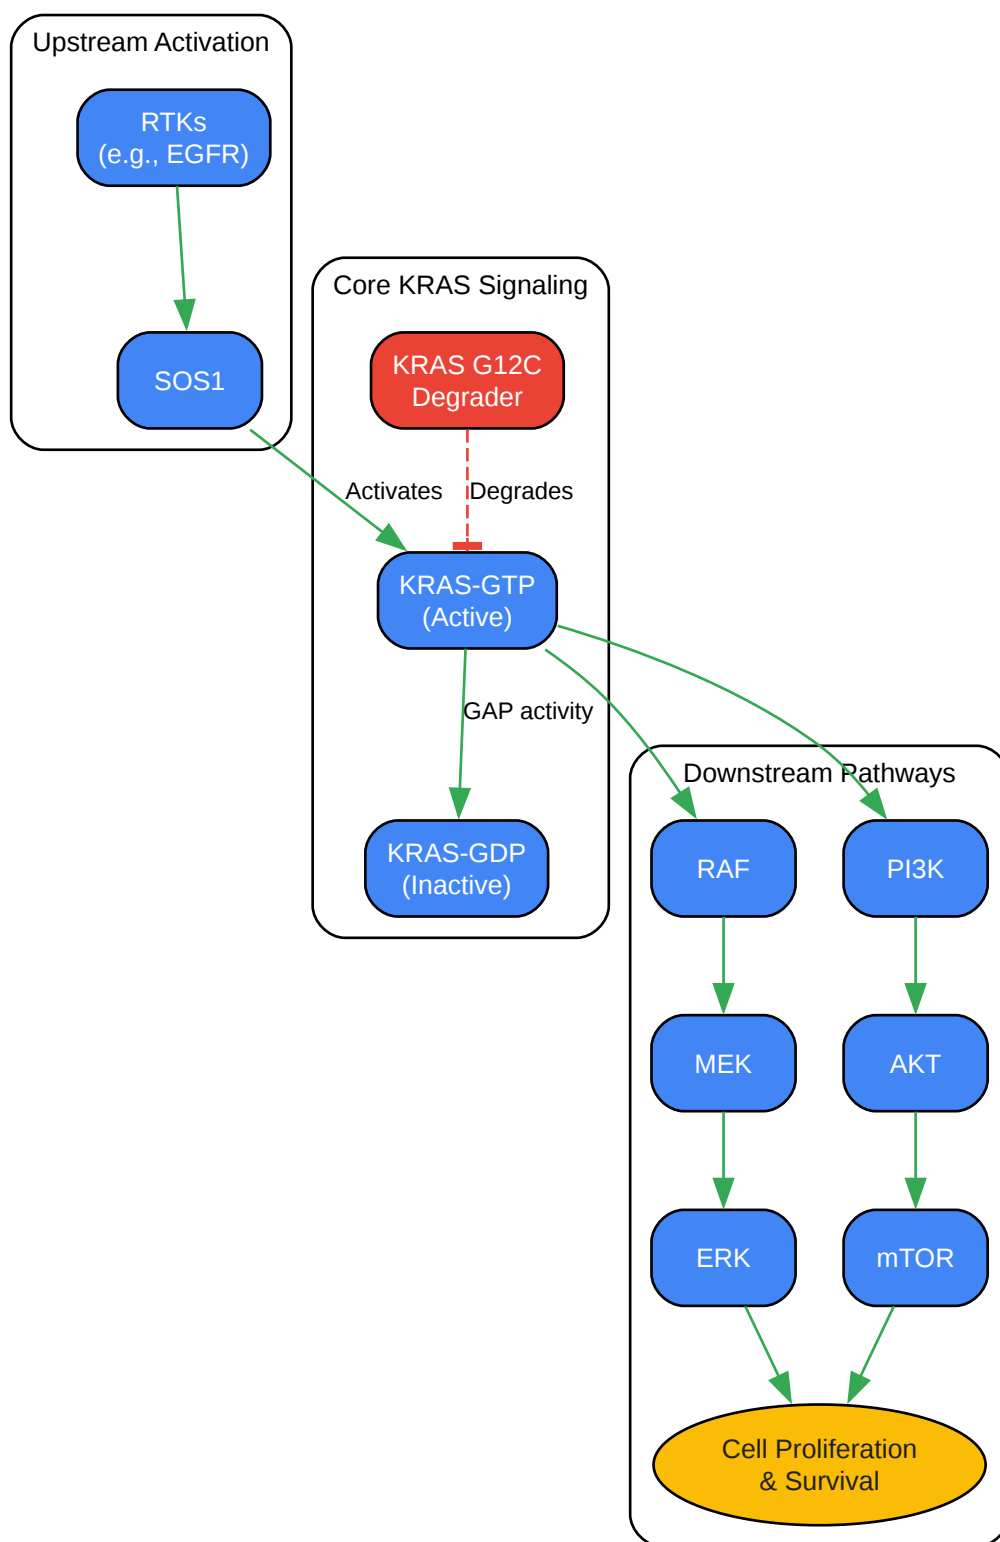 Upstream Activation
RTKs
(e.g., EGFR)
SOS1
Core KRAS Signaling
KRAS G12C
Degrader
Activates
Degrades
KRAS-GTP
(Active)
GAP activity
KRAS-GDP
(Inactive)
Downstream Pathways
RAF
PI3K
MEK
AKT
ERK
mTOR
Cell Proliferation
& Survival